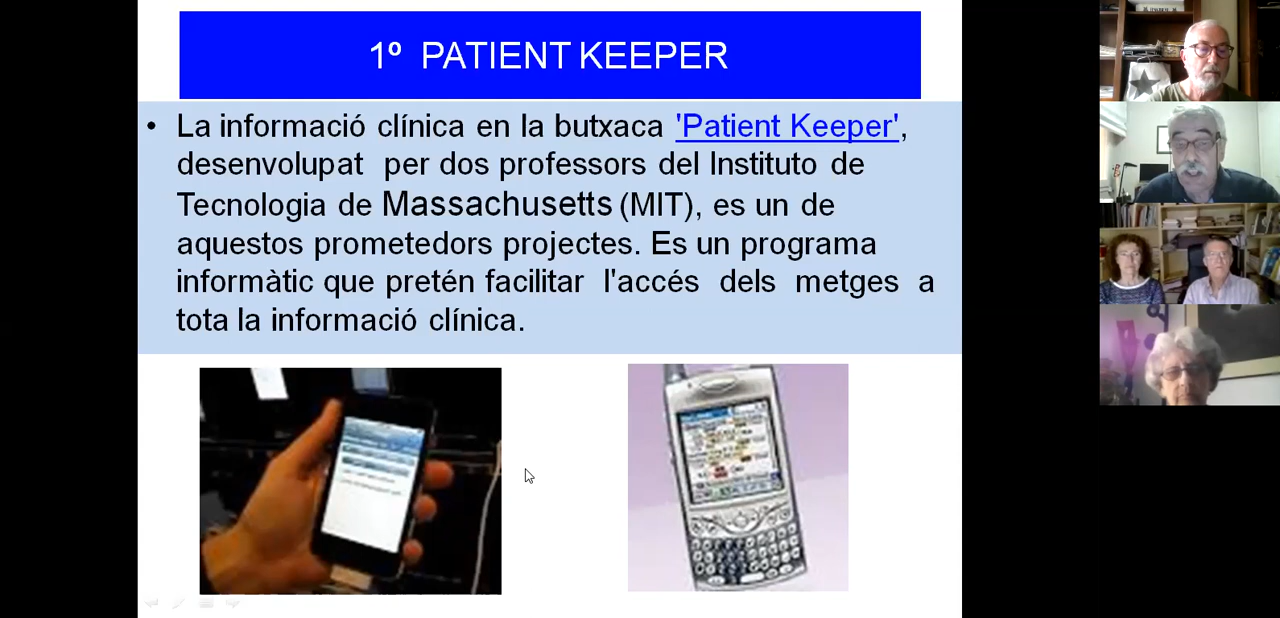 1º PATIENT KEEPER
• La informació clínica en la butxaca 'Patient Keeper',
desenvolupat per dos professors del Instituto de
Tecnologia de Massachusetts (MIT), es un de
aquestos prometedors projectes. Es un programa
informàtic que pretén facilitar l'accés dels metges a
tota la informació clínica.